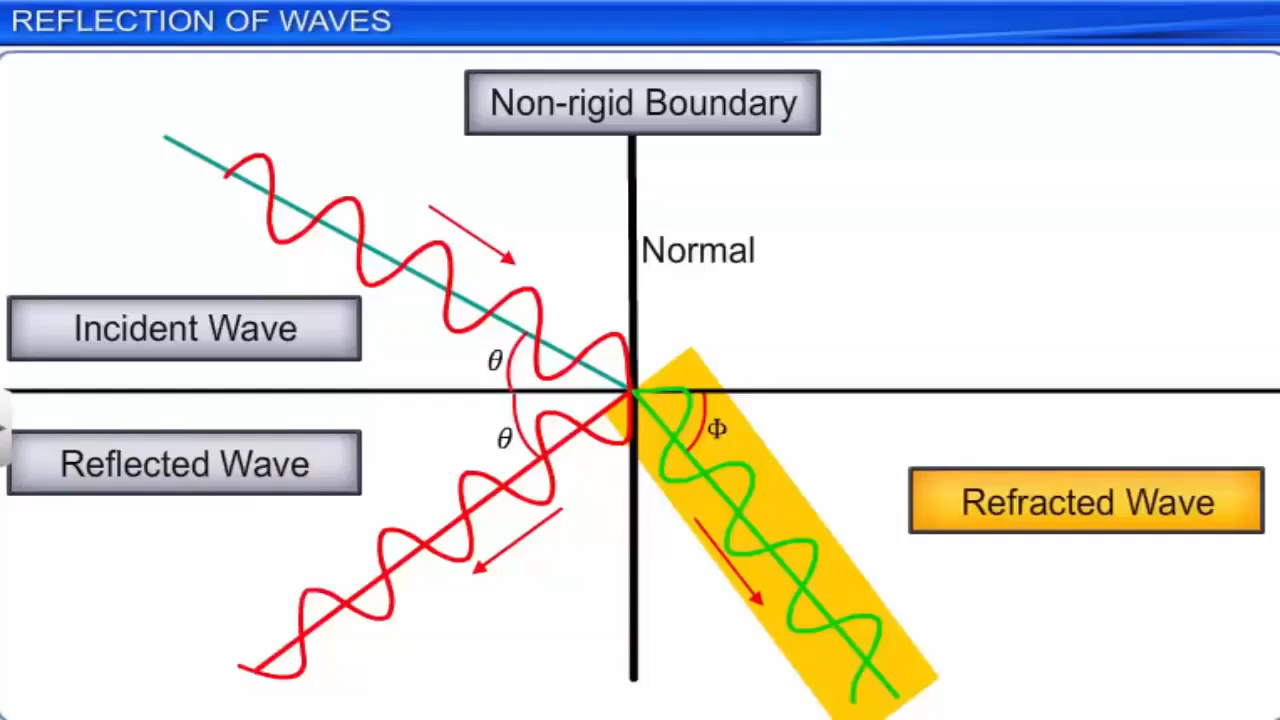 REFLECTION OF WAVES
Non-rigid Boundary
Normal
Incident Wave
θ
θ
Reflected Wave
Φ
Refracted Wave